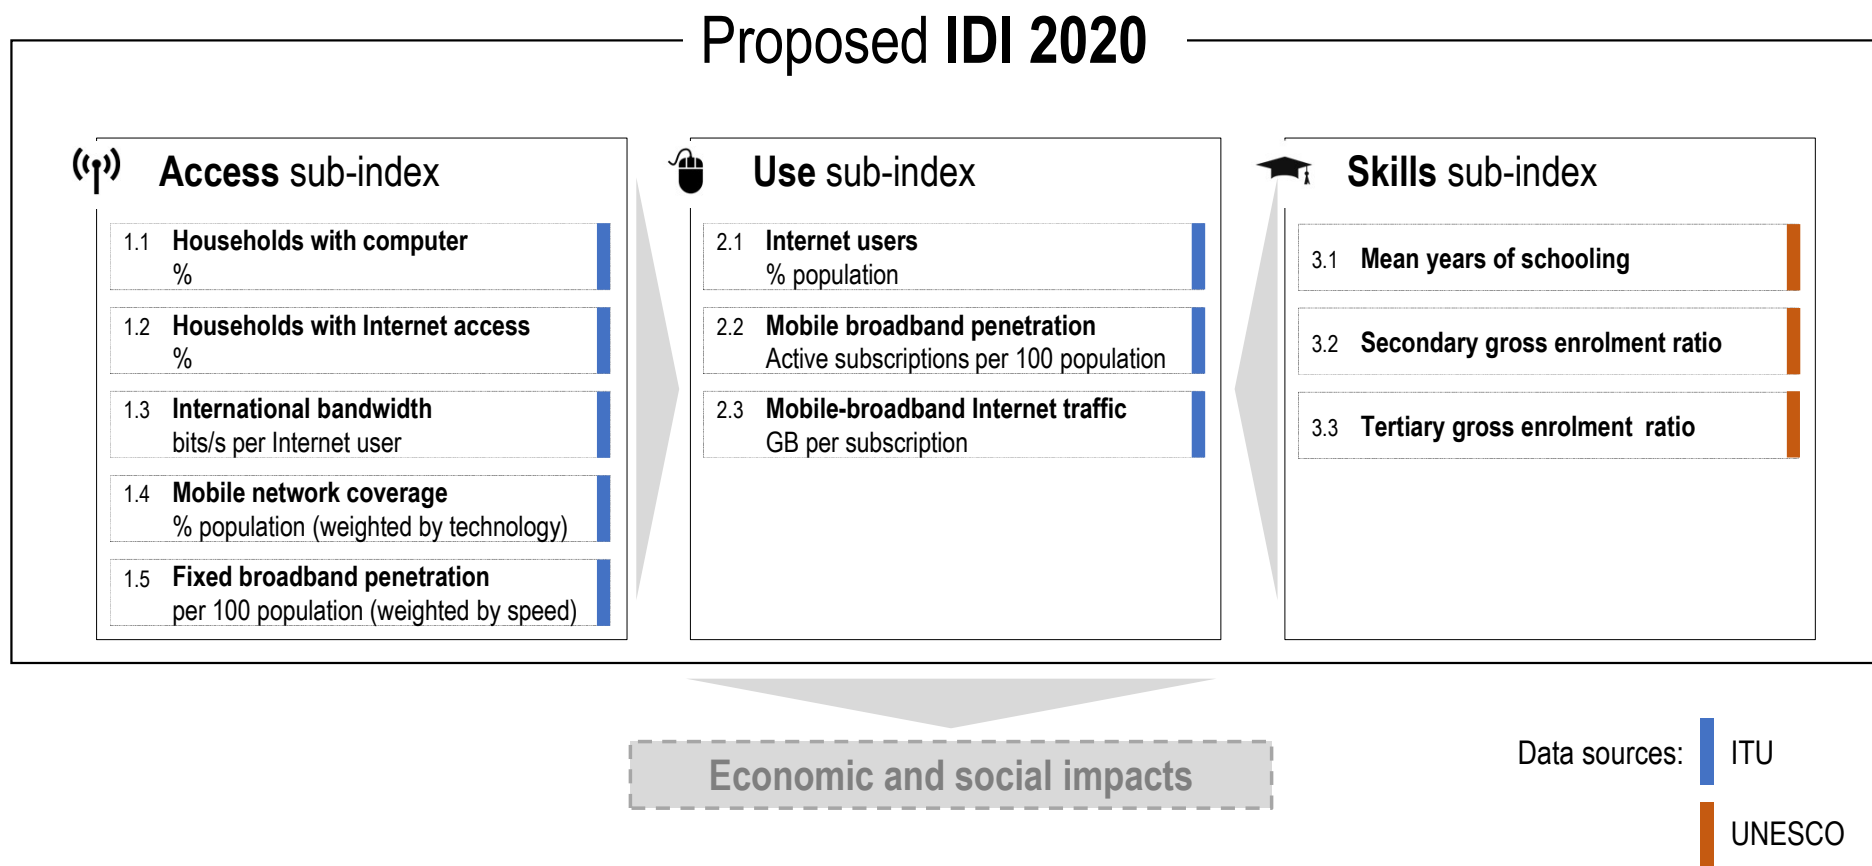 Proposed IDI 2020
Access sub-index
1.1 Households with computer
%
1.2 Households with Internet access
%
1.3 International bandwidth
bits/s per Internet user
1.4 Mobile network coverage
% population (weighted by technology)
1.5 Fixed broadband penetration
per 100 population (weighted by speed)
Use sub-index
2.1 Internet users
% population
2.2 Mobile broadband penetration
Active subscriptions per 100 population
2.3 Mobile-broadband Internet traffic
GB per subscription
Skills sub-index
3.1 Mean years of schooling
3.2 Secondary gross enrolment ratio
3.3 Tertiary gross enrolment ratio
Economic and social impacts
Data sources: ITU
UNESCO